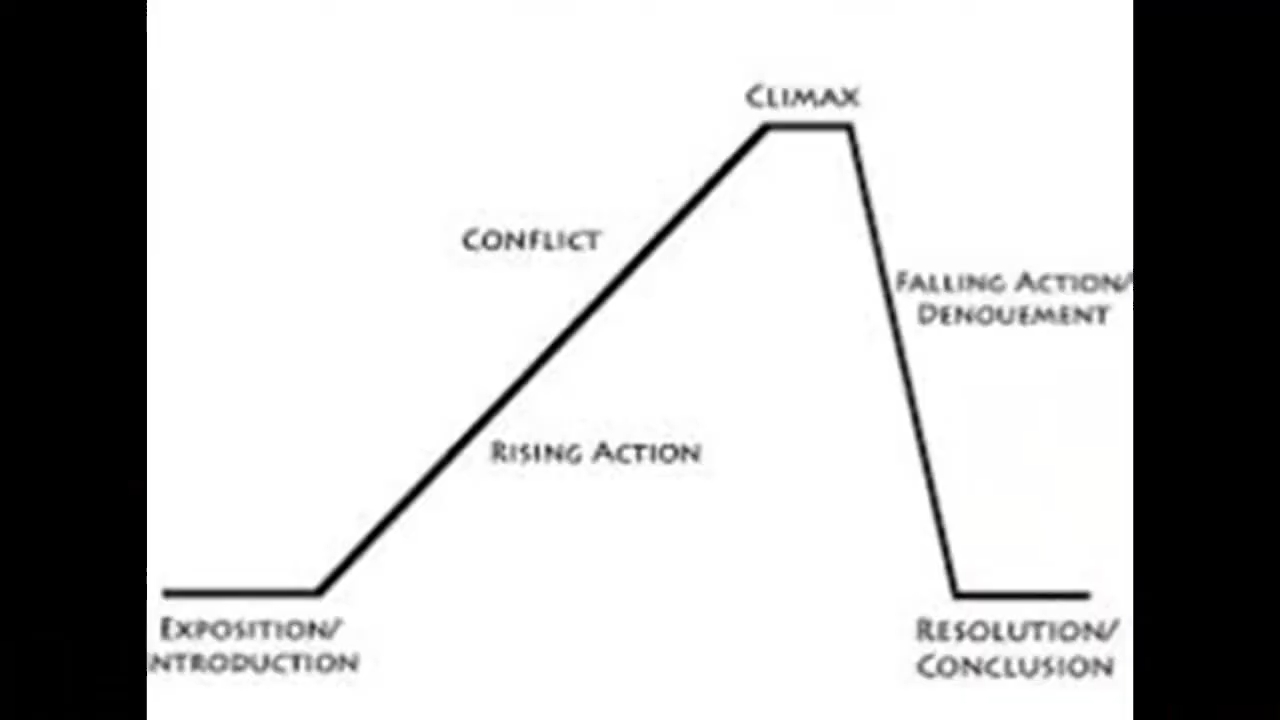 CLIMAX
CONFLICT
FALLING ACTION/
DENOUEMENT
RISING ACTION
EXPOSITION/
NTRODUCTION
RESOLUTION/
CONCLUSION